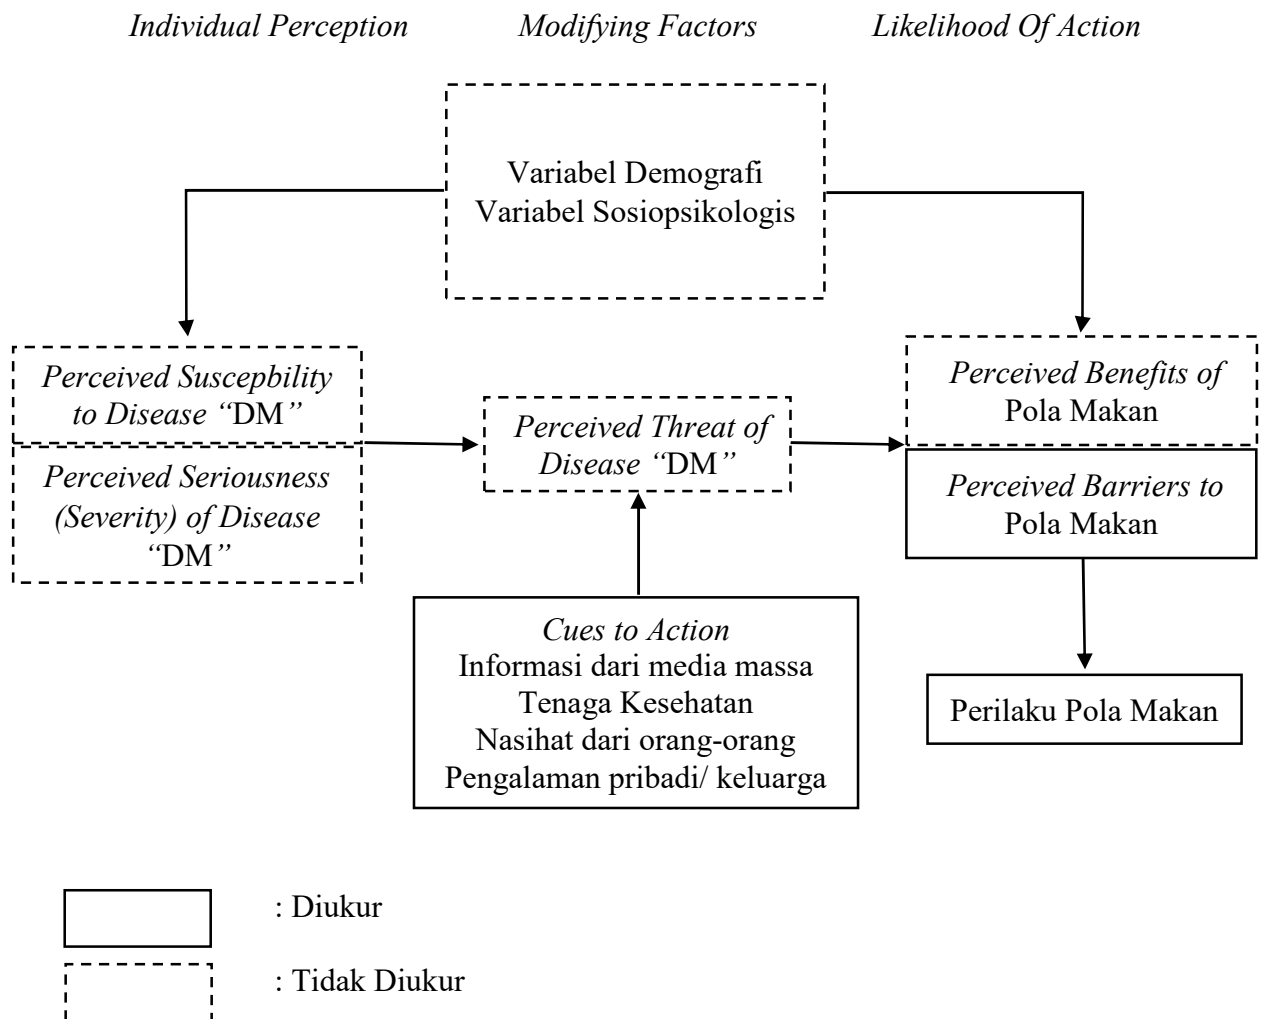 Individual Perception
Modifying Factors
Likelihood Of Action
Variabel Demografi
Variabel Sosiopsikologis
Perceived Suscepbility
to Disease “DM”
Perceived Seriousness
(Severity) of Disease
“DM”
Perceived Threat of
Disease “DM”
Perceived Benefits of
Pola Makan
Perceived Barriers to
Pola Makan
Cues to Action
Informasi dari media massa
Tenaga Kesehatan
Nasihat dari orang-orang
Pengalaman pribadi/ keluarga
Perilaku Pola Makan
: Diukur
: Tidak Diukur